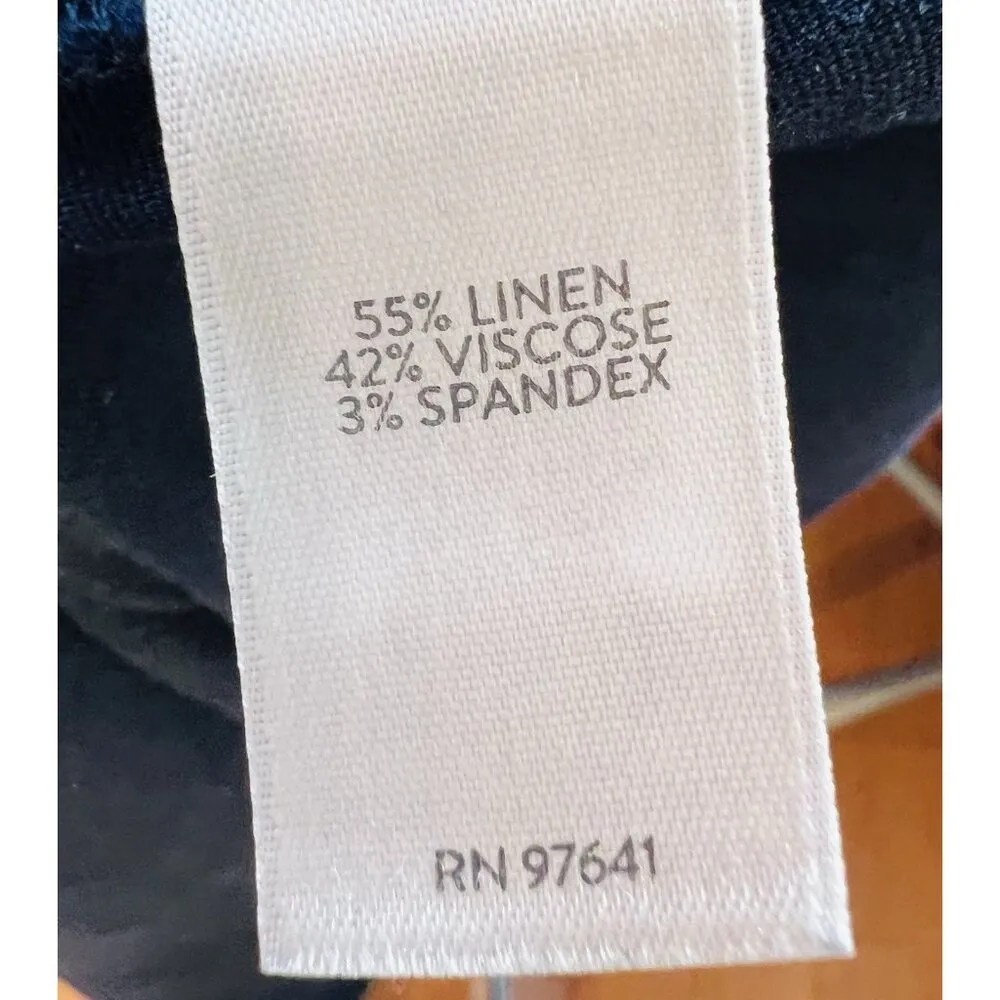 55% LINEN
42% VISCOSE
3% SPANDEX
RN 97641